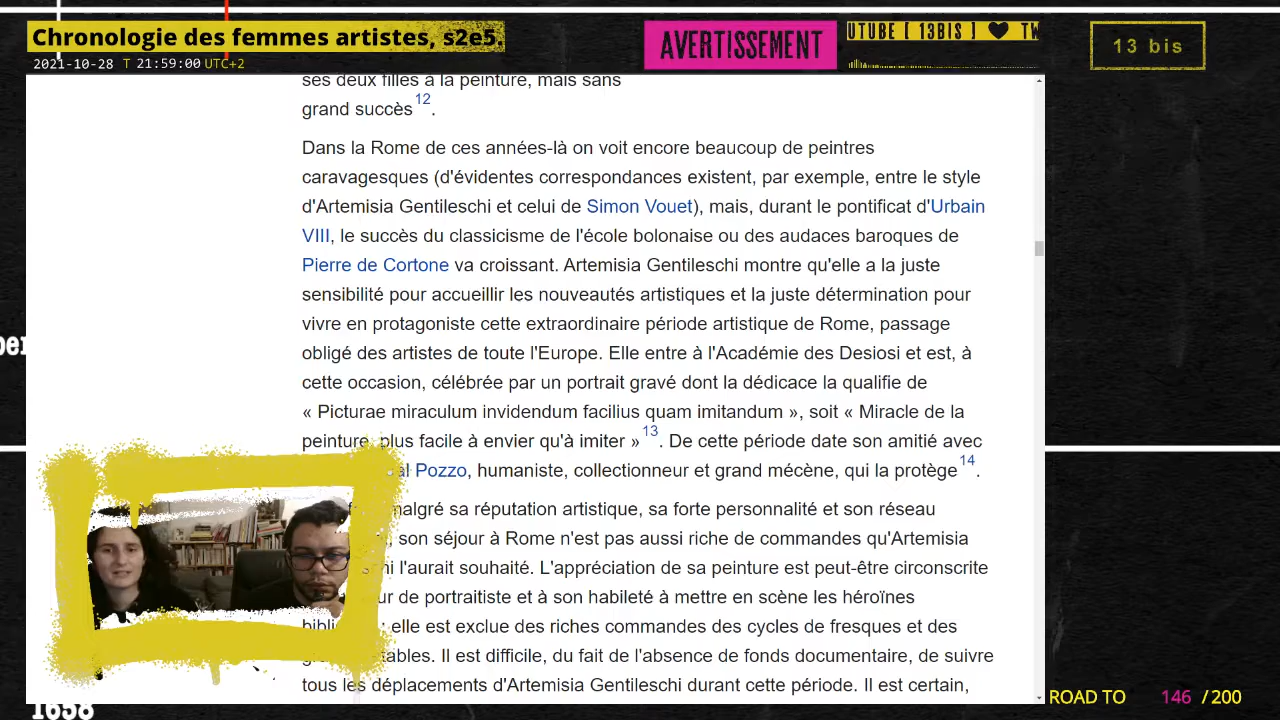 Chronologie des femmes artistes, s2e5
2021-10-28 T 21:59:00 UTC+2
AVERTISSEMENT
UTUBE [ 13BIS ] ♥ TW
13 bis
ses deux filles à la peinture, mais sans
grand succès12.
Dans la Rome de ces années-là on voit encore beaucoup de peintres
caravagesques (d'évidentes correspondances existent, par exemple, entre le style
d'Artemisia Gentileschi et celui de Simon Vouet), mais, durant le pontificat d'Urbain
VIII, le succès du classicisme de l'école bolonaise ou des audaces baroques de
Pierre de Cortone va croissant. Artemisia Gentileschi montre qu'elle a la juste
sensibilité pour accueillir les nouveautés artistiques et la juste détermination pour
vivre en protagoniste cette extraordinaire période artistique de Rome, passage
obligé des artistes de toute l'Europe. Elle entre à l'Académie des Desiosi et est, à
cette occasion, célébrée par un portrait gravé dont la dédicace la qualifie de
« Picturae miraculum invidendum facilius quam imitandum », soit « Miracle de la
peinture, plus facile à envier qu'à imiter »13. De cette période date son amitié avec
al Pozzo, humaniste, collectionneur et grand mécène, qui la protège14.
malgré sa réputation artistique, sa forte personnalité et son réseau
, son séjour à Rome n'est pas aussi riche de commandes qu'Artemisia
l'aurait souhaité. L'appréciation de sa peinture est peut-être circonscrite
ur de portraitiste et à son habileté à mettre en scène les héroïnes
bibli ; elle est exclue des riches commandes des cycles de fresques et des
tables. Il est difficile, du fait de l'absence de fonds documentaire, de suivre
tous les déplacements d'Artemisia Gentileschi durant cette période. Il est certain,
1658
ROAD TO 146 / 200